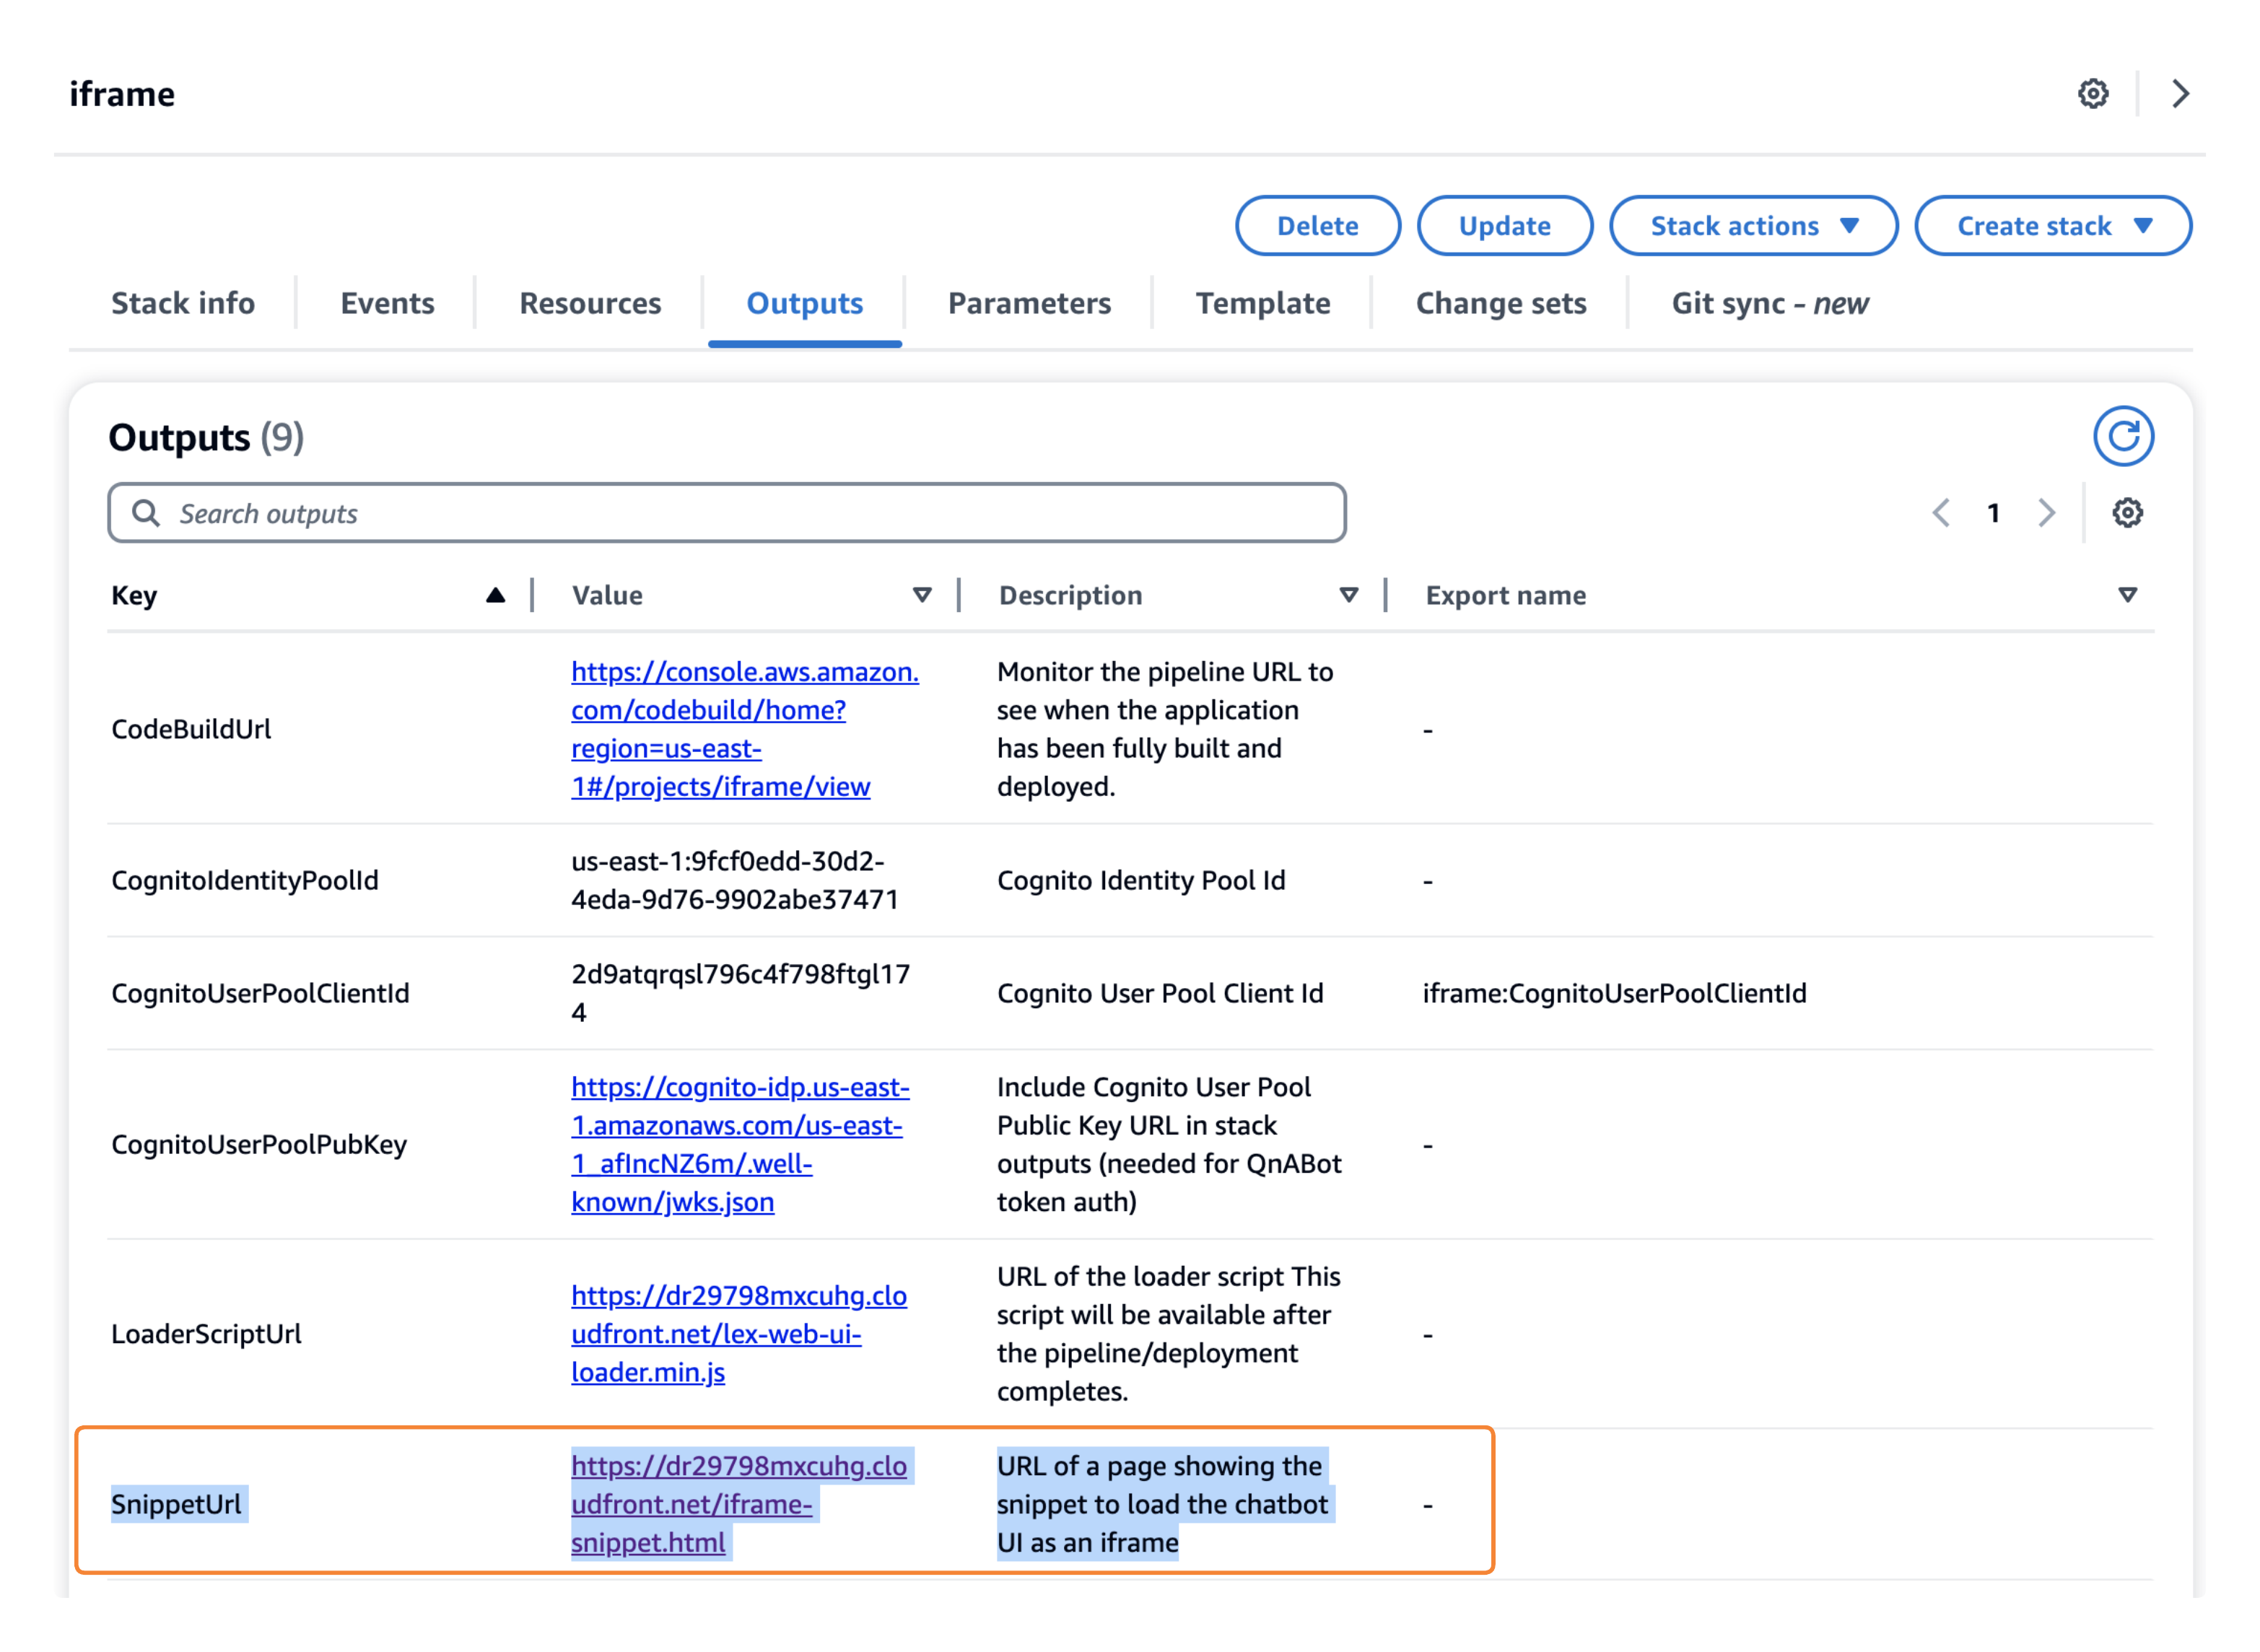 iframe
Delete
Update
Stack actions
Create stack
Stack info
Events
Resources
Outputs
Parameters
Template
Change sets
Git sync - new
Outputs (9)
Search outputs
1
Key
Value
Description
Export name
CodeBuildUrl
https://console.aws.amazon.
com/codebuild/home?
region=us-east-
1#/projects/iframe/view
Monitor the pipeline URL to
see when the application
has been fully built and
deployed.
-
CognitoIdentityPoolId
us-east-1:9fcf0edd-30d2-
4eda-9d76-9902abe37471
Cognito Identity Pool Id
-
CognitoUserPoolClientId
2d9atqrqsl796c4f798ftgl17
4
Cognito User Pool Client Id
iframe:CognitoUserPoolClientId
CognitoUserPoolPubKey
https://cognito-idp.us-east-
1.amazonaws.com/us-east-
1_afIncNZ6m/.well-
known/jwks.json
Include Cognito User Pool
Public Key URL in stack
outputs (needed for QnABot
token auth)
-
LoaderScriptUrl
https://dr29798mxcuhg.clo
udfront.net/lex-web-ui-
loader.min.js
URL of the loader script This
script will be available after
the pipeline/deployment
completes.
-
SnippetUrl
https://dr29798mxcuhg.clo
udfront.net/iframe-
snippet.html
URL of a page showing the
snippet to load the chatbot
UI as an iframe
-